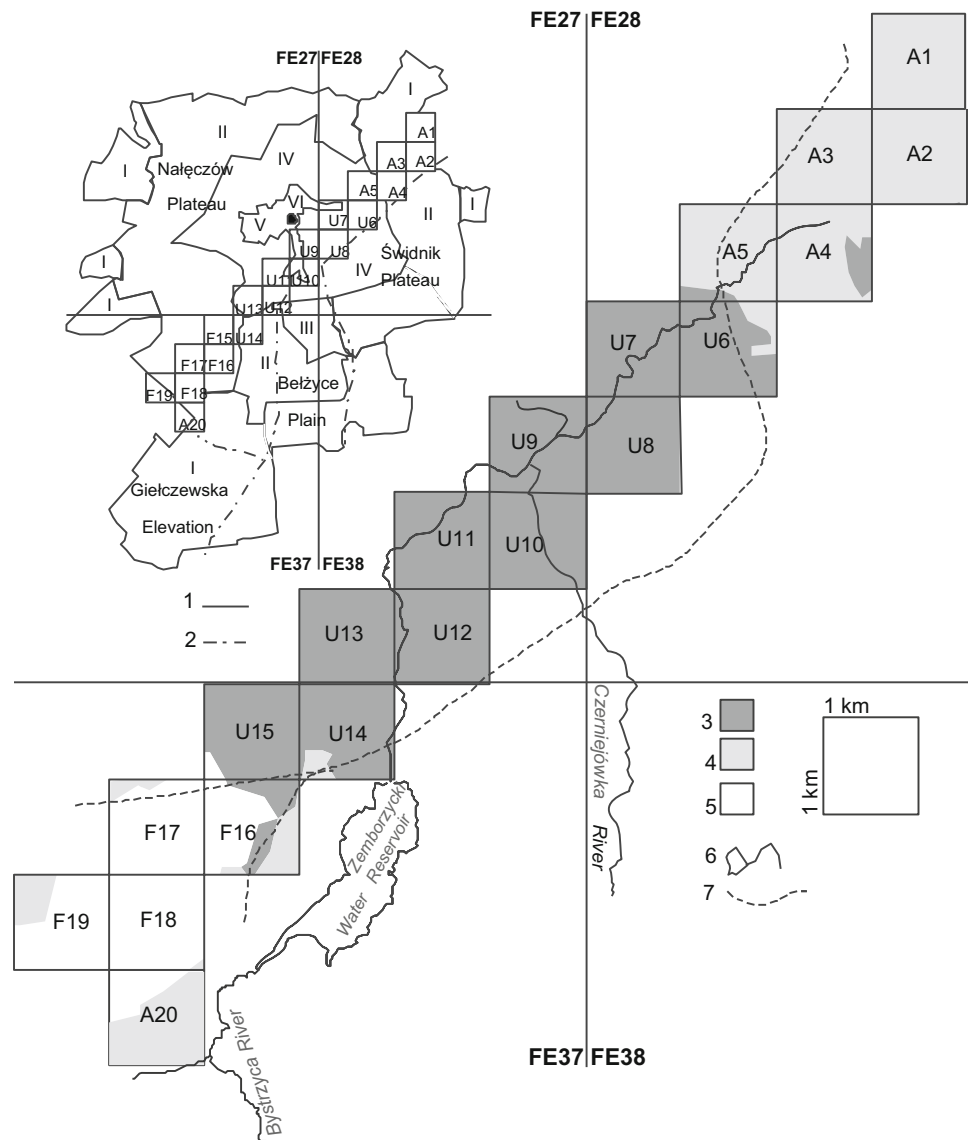 FE27 FE28
A1
A3
A2
A5
A4
U7
U6
U9
U8
U11
U10
U13
U12
U15
U14
F17
F16
F19
F18
A20
Czerniejówka
River
Zemborzycki
Water Reservoir
Bystrzyca River
FE37 FE38
FE27 FE28
I
II
IV
A1
I
Nałęczów
A3
A2
Plateau
VI
A5
A4
II
I
V
U7
U6
U9
U8
Świdnik
I
IV
Plateau
U11
U10
I
U13
U12
I
III
F15
U14
II
F17
F16
Bełżyce
F19
F18
Plain
A20
I
Giełczewska
Elevation
FE37 FE38
1
2
3
4
5
6
7
1 km
1 km